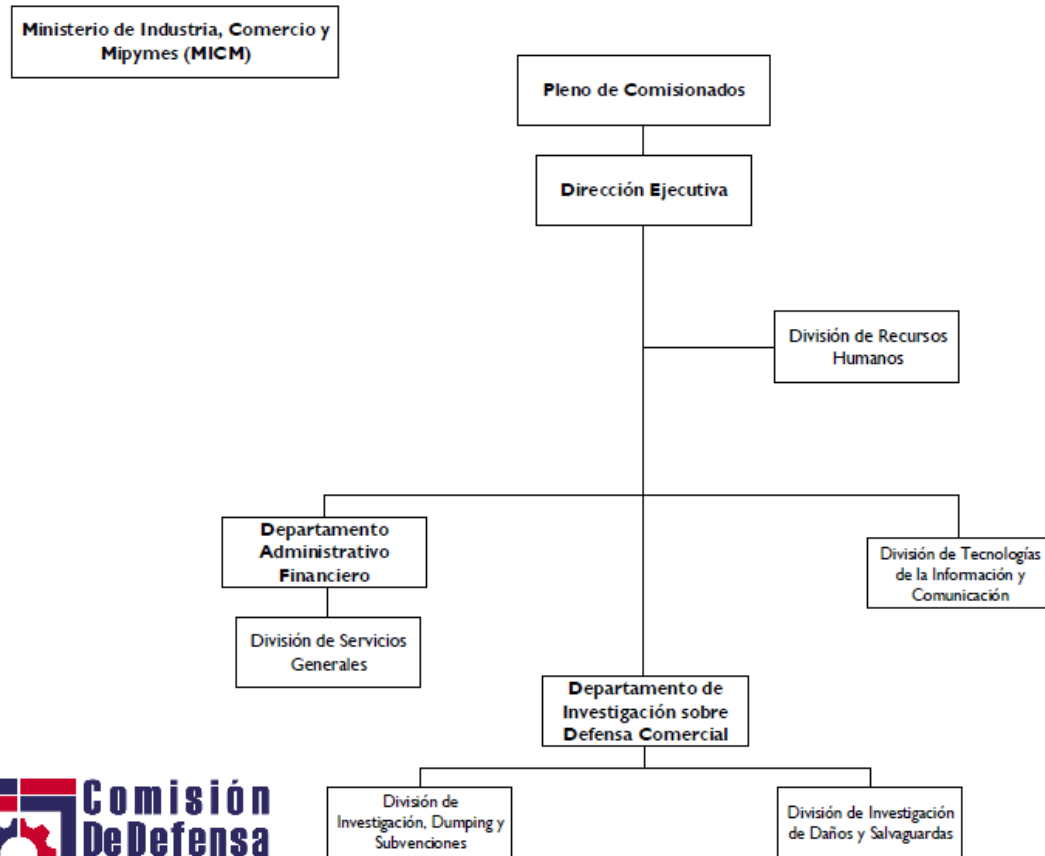 Ministerio de Industria, Comercio y
Mipymes (MICM)
Pleno de Comisionados
Dirección Ejecutiva
División de Recursos
Humanos
Departamento
Administrativo
Financiero
División de Tecnologías
de la Información y
Comunicación
División de Servicios
Generales
Departamento de
Investigación sobre
Defensa Comercial
División de
Investigación, Dumping y
Subvenciones
División de Investigación
de Daños y Salvaguardas
Comisión
DeDefensa